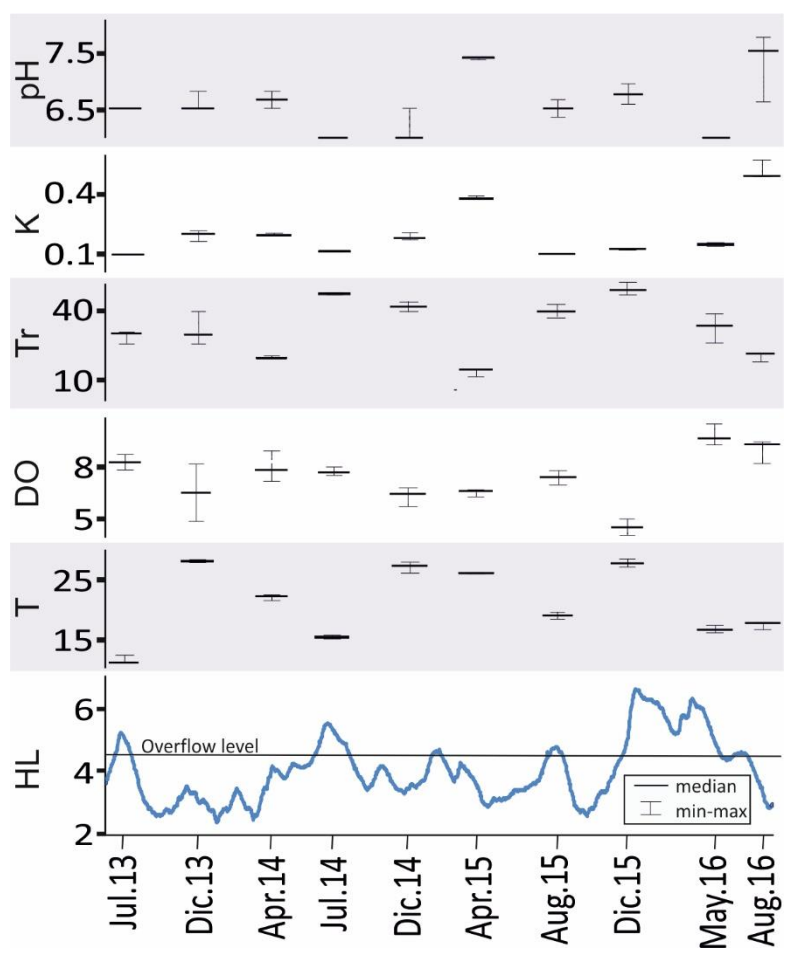 pH
7.5
6.5
K
0.4
0.1
Tr
40
10
DO
8
5
T
25
15
HL
6
4
2
Overflow level
median
min-max
Jul.13
Dic.13
Apr.14
Jul.14
Dic.14
Apr.15
Aug.15
Dic.15
May.16
Aug.16